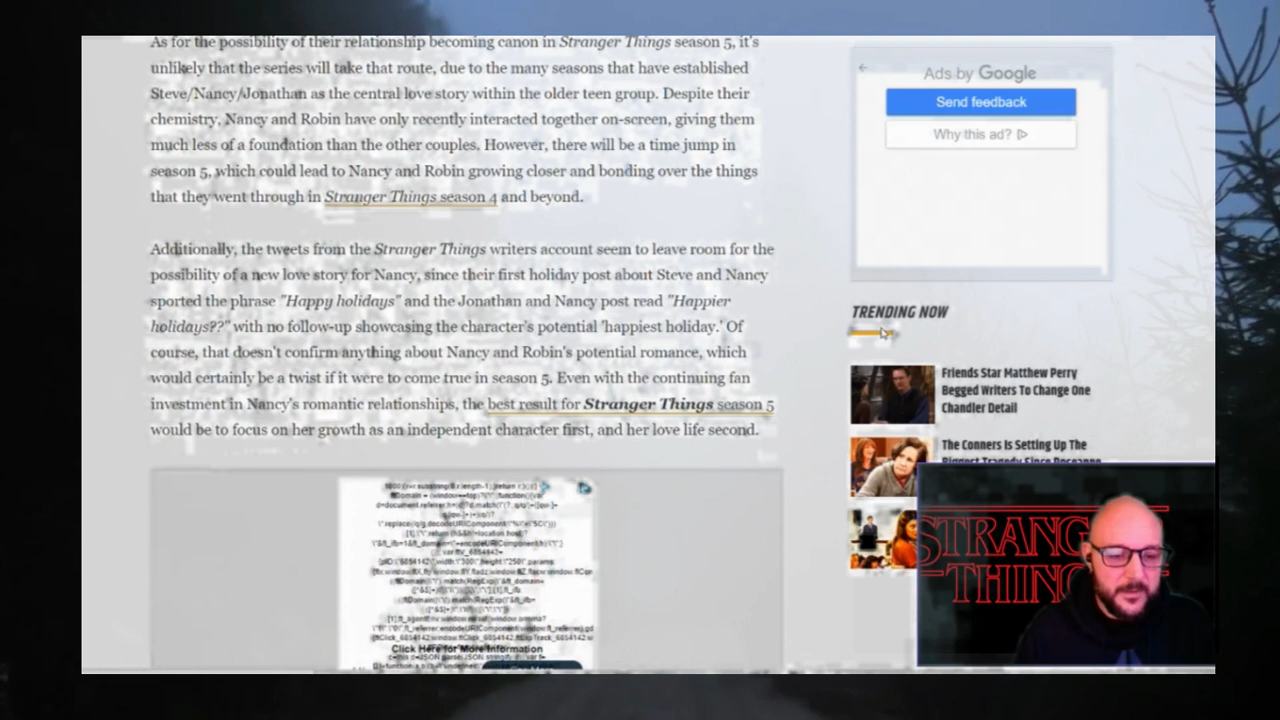 As for the possibility of their relationship becoming canon in Stranger Things season 5, it's
unlikely that the series will take that route, due to the many seasons that have established
Steve/Nancy/Jonathan as the central love story within the older teen group. Despite their
chemistry, Nancy and Robin have only recently interacted together on-screen, giving them
much less of a foundation than the other couples. However, there will be a time jump in
season 5, which could lead to Nancy and Robin growing closer and bonding over the things
that they went through in Stranger Things season 4 and beyond.
Additionally, the tweets from the Stranger Things writers account seem to leave room for the
possibility of a new love story for Nancy, since their first holiday post about Steve and Nancy
sported the phrase "Happy holidays" and the Jonathan and Nancy post read "Happier
holidays??" with no follow-up showcasing the character's potential 'happiest holiday.' Of
course, that doesn't confirm anything about Nancy and Robin's potential romance, which
would certainly be a twist if it were to come true in season 5. Even with the continuing fan
investment in Nancy's romantic relationships, the best result for Stranger Things season 5
would be to focus on her growth as an independent character first, and her love life second.
Click Here for More Information
Ads by Google
Send feedback
Why this ad?
TRENDING NOW
Friends Star Matthew Perry
Begged Writers To Change One
Chandler Detail
The Conners Is Setting Up The
Biggest Tragedy Since Roseanne
STRANG
THING